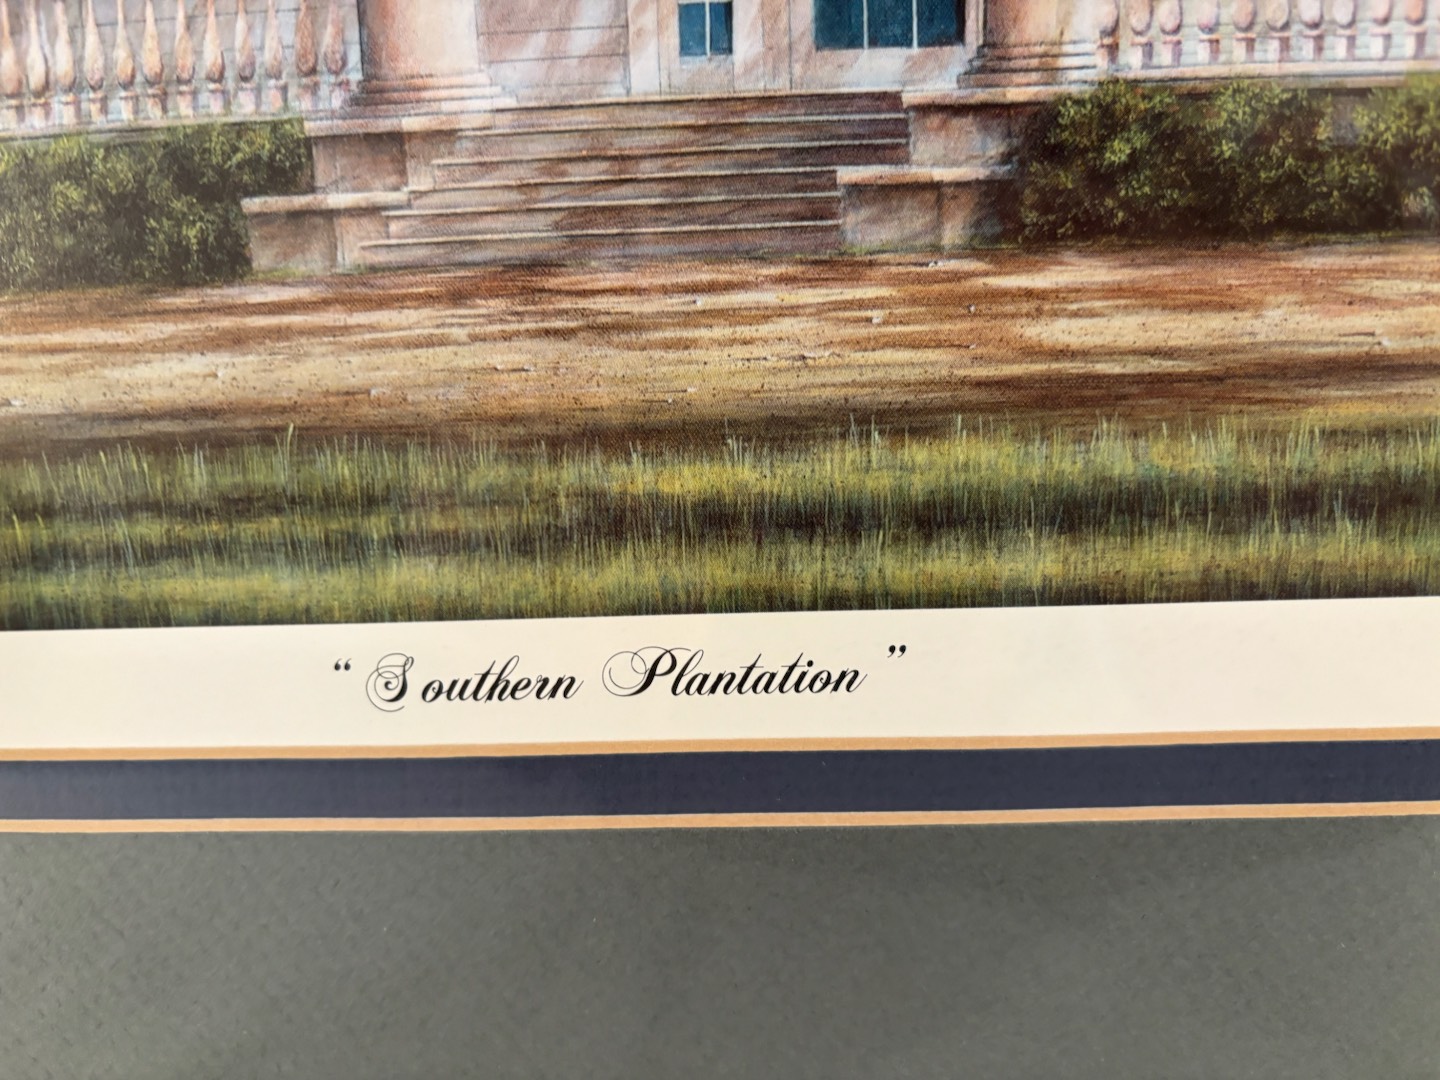 “ Southern Plantation ”